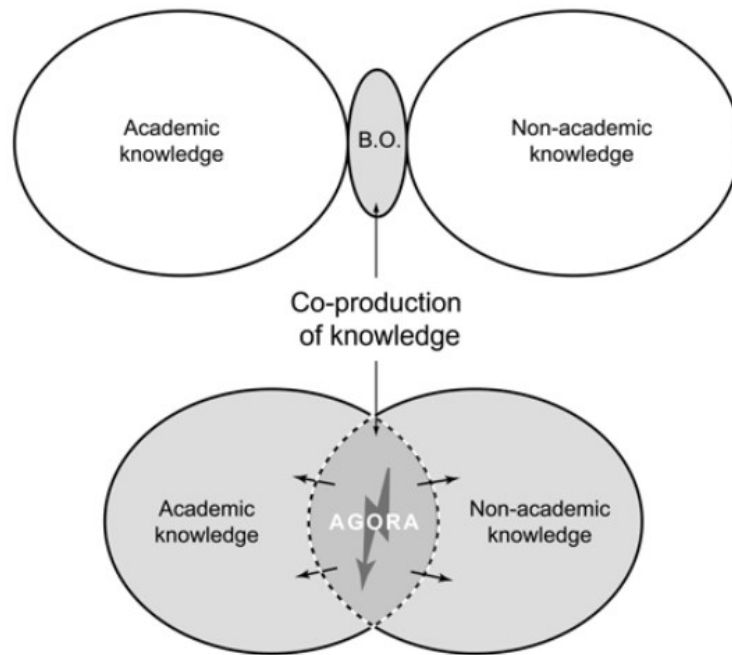 Academic
knowledge
B.O.
Non-academic
knowledge
Co-production
of knowledge
Academic
knowledge
AGORA
Non-academic
knowledge